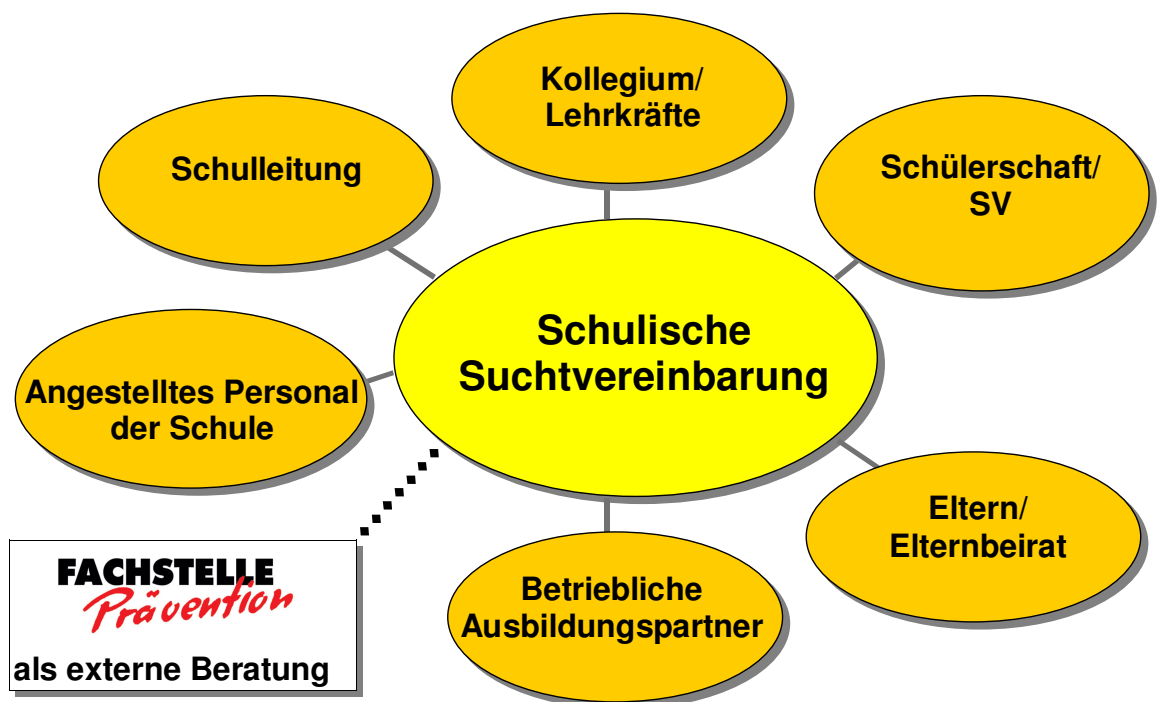 Kollegium/
Lehrkräfte
Schulleitung
Schülerschaft/
SV
Schulische
Suchtvereinbarung
Angestelltes Personal
der Schule
Eltern/
Elternbeirat
Betriebliche
Ausbildungspartner
FACHSTELLE
Prävention
als externe Beratung